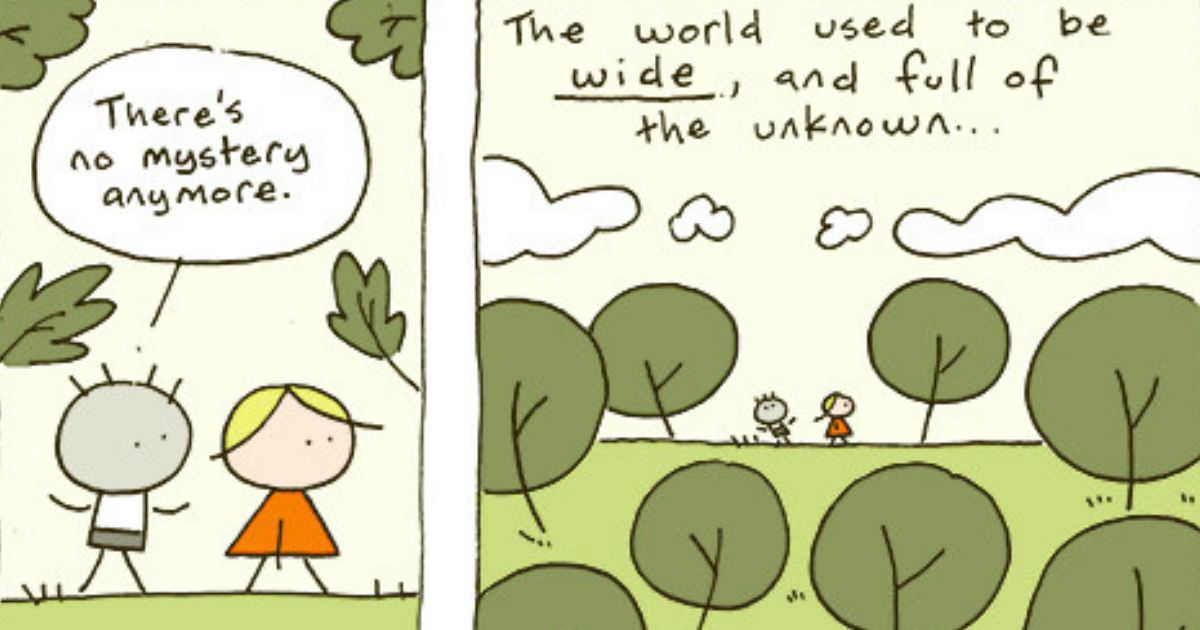 There's
no mystery
anymore.
The world used to be
wide, and full of
the unknown...